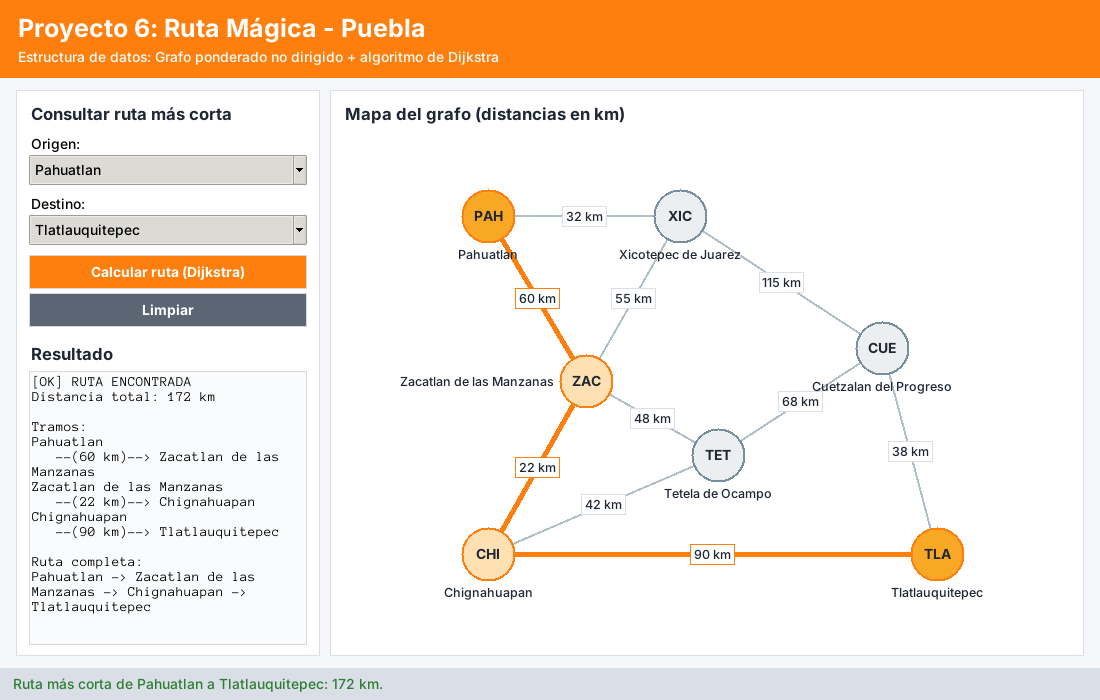 Proyecto 6: Ruta Mágica - Puebla
Estructura de datos: Grafo ponderado no dirigido + algoritmo de Dijkstra
Consultar ruta más corta
Origen:
Pahuatlan
Destino:
Tlatlauquitepec
Calcular ruta (Dijkstra)
Limpiar
Resultado
[OK] RUTA ENCONTRADA
Distancia total: 172 km
Tramos:
Pahuatlan
--(60 km)--> Zacatlan de las
Manzanas
Zacatlan de las Manzanas
--(22 km)--> Chignahuapan
Chignahuapan
--(90 km)--> Tlatlauquitepec
Ruta completa:
Pahuatlan -> Zacatlan de las
Manzanas -> Chignahuapan ->
Tlatlauquitepec
Mapa del grafo (distancias en km)
PAH
32 km
XIC
Pahuatlan
Xicotepec de Juarez
60 km
55 km
115 km
CUE
Cuetzalan del Progreso
Zacatlan de las Manzanas
ZAC
68 km
48 km
TET
38 km
Tetela de Ocampo
22 km
42 km
CHI
90 km
TLA
Chignahuapan
Tlatlauquitepec
Ruta más corta de Pahuatlan a Tlatlauquitepec: 172 km.